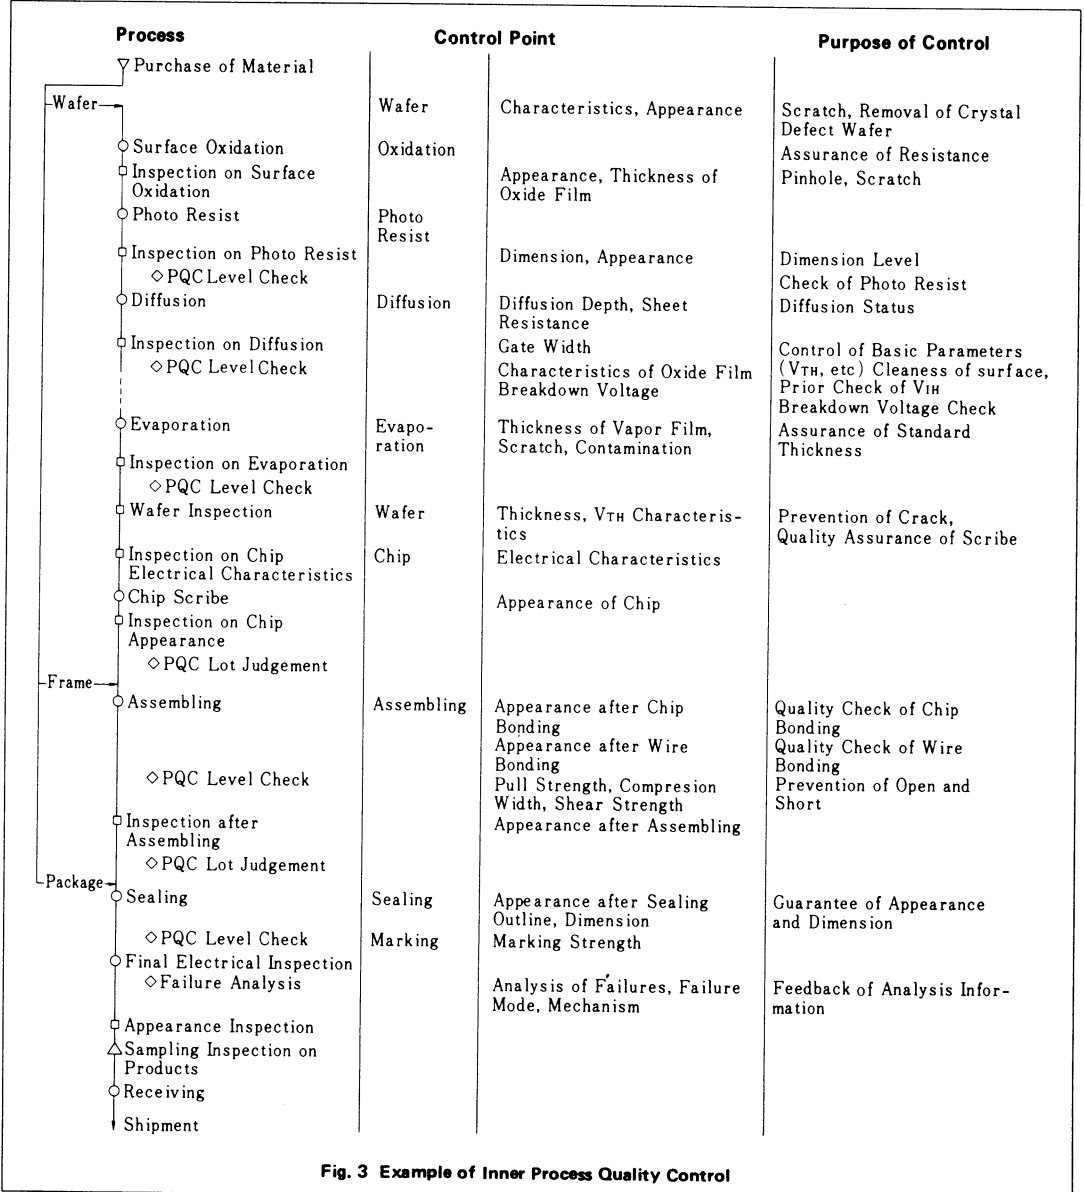 Process Control Point Purpose of Control
Purchase of Material
Wafer Wafer Characteristics, Appearance Scratch, Removal of Crystal
Defect Wafer
Surface Oxidation Oxidation Assurance of Resistance
Inspection on Surface Appearance, Thickness of Pinhole, Scratch
Oxidation Oxide Film
Photo Resist Photo
Resist
Inspection on Photo Resist Dimension, Appearance Dimension Level
◇PQC Level Check Check of Photo Resist
Diffusion Diffusion Diffusion Depth, Sheet Diffusion Status
Resistance
Inspection on Diffusion Gate Width Control of Basic Parameters
◇PQC Level Check Characteristics of Oxide Film (VTH, etc) Cleaness of surface,
Breakdown Voltage Prior Check of VIH
Breakdown Voltage Check
Evaporation Evapo- Thickness of Vapor Film, Assurance of Standard
ration Scratch, Contamination Thickness
Inspection on Evaporation
◇PQC Level Check
Wafer Inspection Wafer Thickness, VTH Characteris- Prevention of Crack,
tics Quality Assurance of Scribe
Inspection on Chip Chip Electrical Characteristics
Electrical Characteristics
Chip Scribe Appearance of Chip
Inspection on Chip
Appearance
◇PQC Lot Judgement
Frame
Assembling Assembling Appearance after Chip Quality Check of Chip
Bonding Bonding
Appearance after Wire Quality Check of Wire
Bonding Bonding
◇PQC Level Check Pull Strength, Compresion Prevention of Open and
Width, Shear Strength Short
Inspection after Appearance after Assembling
Assembling
◇PQC Lot Judgement
Package
Sealing Sealing Appearance after Sealing Guarantee of Appearance
Outline, Dimension and Dimension
◇PQC Level Check Marking Marking Strength
Final Electrical Inspection
◇Failure Analysis Analysis of Failures, Failure Feedback of Analysis Infor-
Mode, Mechanism mation
Appearance Inspection
Sampling Inspection on
Products
Receiving
Shipment
Fig. 3 Example of Inner Process Quality Control